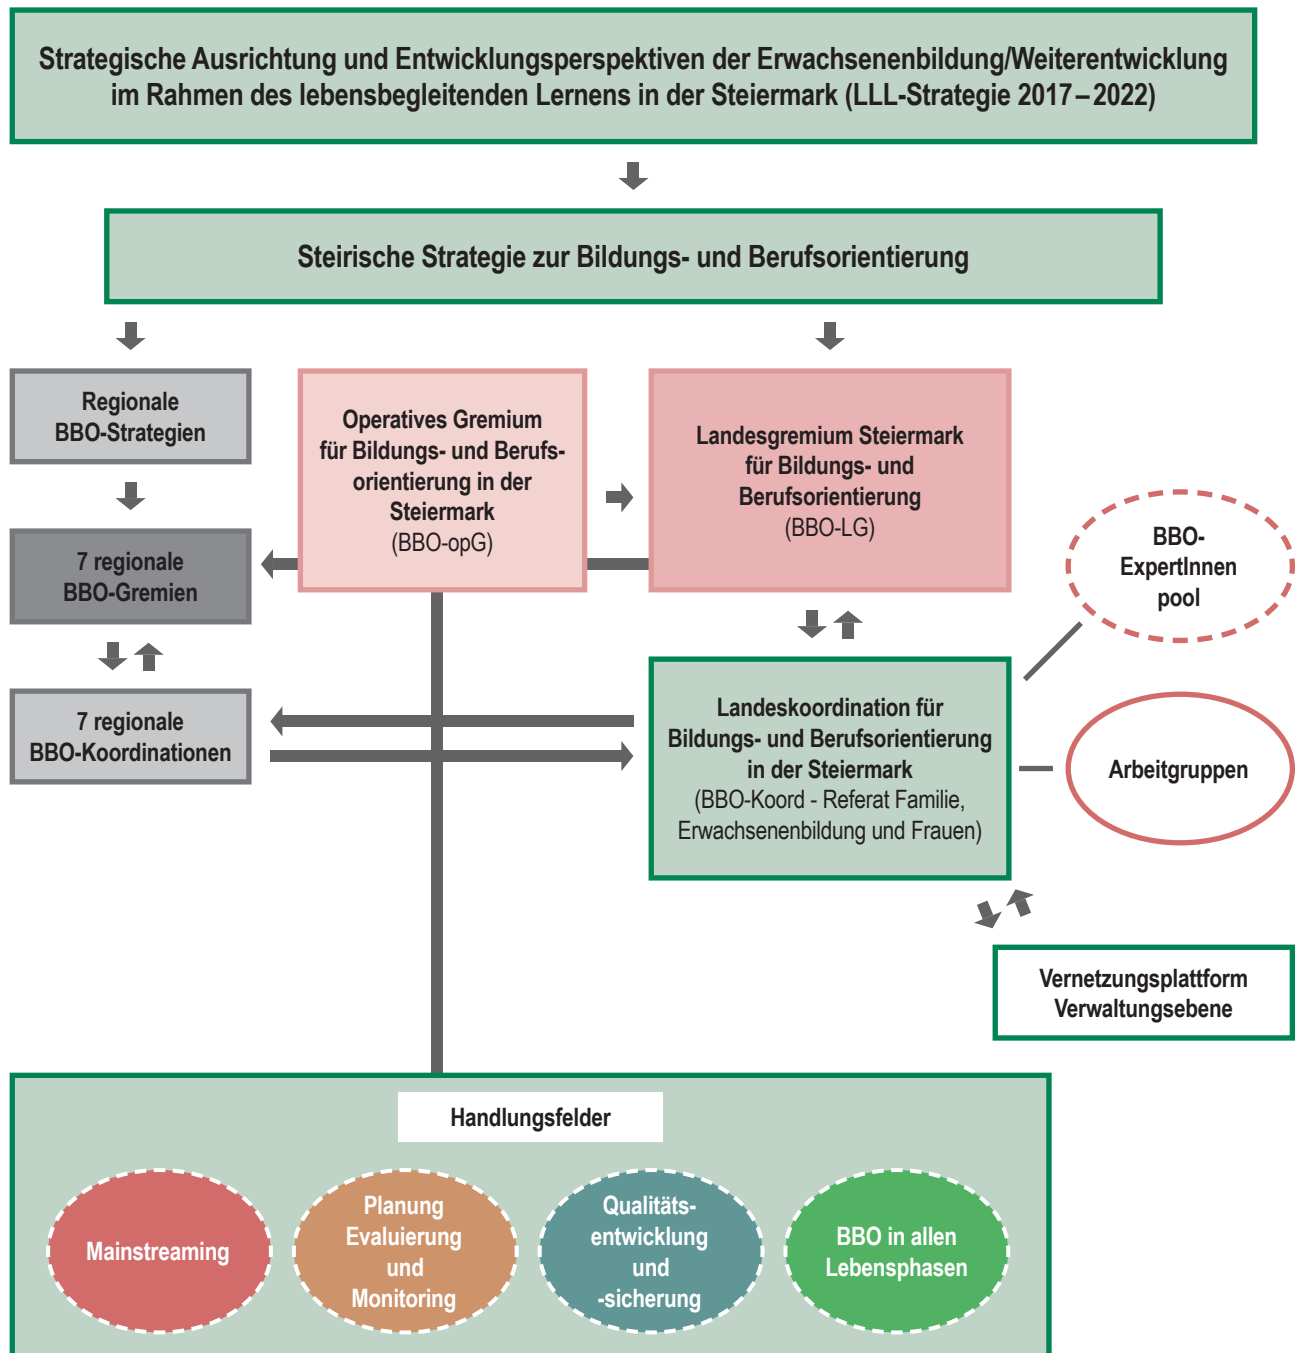 Strategische Ausrichtung und Entwicklungsperspektiven der Erwachsenenbildung/Weiterentwicklung
im Rahmen des lebensbegleitenden Lernens in der Steiermark (LLL-Strategie 2017–2022)
Steirische Strategie zur Bildungs- und Berufsorientierung
Regionale
BBO-Strategien
Operatives Gremium
für Bildungs- und Berufs-
orientierung in der
Steiermark
(BBO-opG)
Landesgremium Steiermark
für Bildungs- und
Berufsorientierung
(BBO-LG)
7 regionale
BBO-Gremien
BBO-
ExpertInnen
pool
7 regionale
BBO-Koordinationen
Landeskoordination für
Bildungs- und Berufsorientierung
in der Steiermark
(BBO-Koord - Referat Familie,
Erwachsenenbildung und Frauen)
Arbeitgruppen
Vernetzungsplattform
Verwaltungsebene
Handlungsfelder
Mainstreaming
Planung
Evaluierung
und
Monitoring
Qualitäts-
entwicklung
und
-sicherung
BBO in allen
Lebensphasen